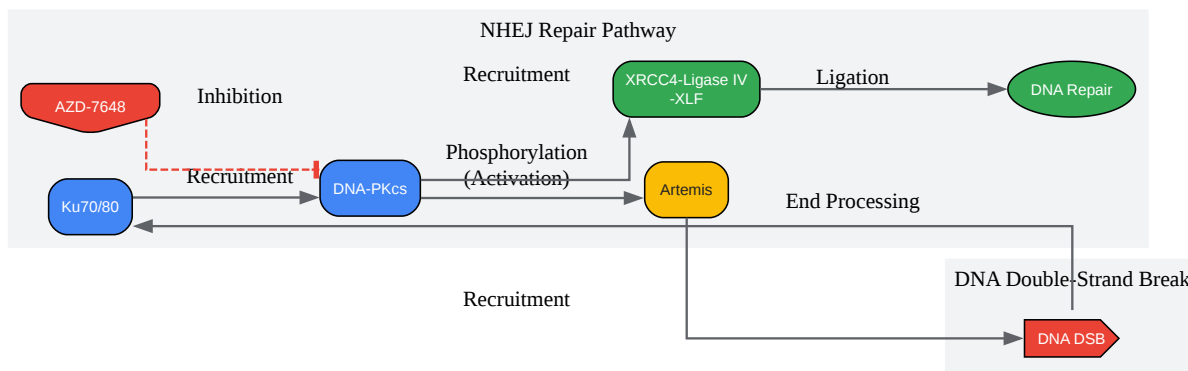 NHEJ Repair Pathway
Recruitment
XRCC4-Ligase IV
-XLF
Ligation
DNA Repair
AZD-7648
Inhibition
Phosphorylation
(Activation)
Recruitment
DNA-PKcs
Artemis
Ku70/80
End Processing
DNA Double-Strand Break
Recruitment
DNA DSB